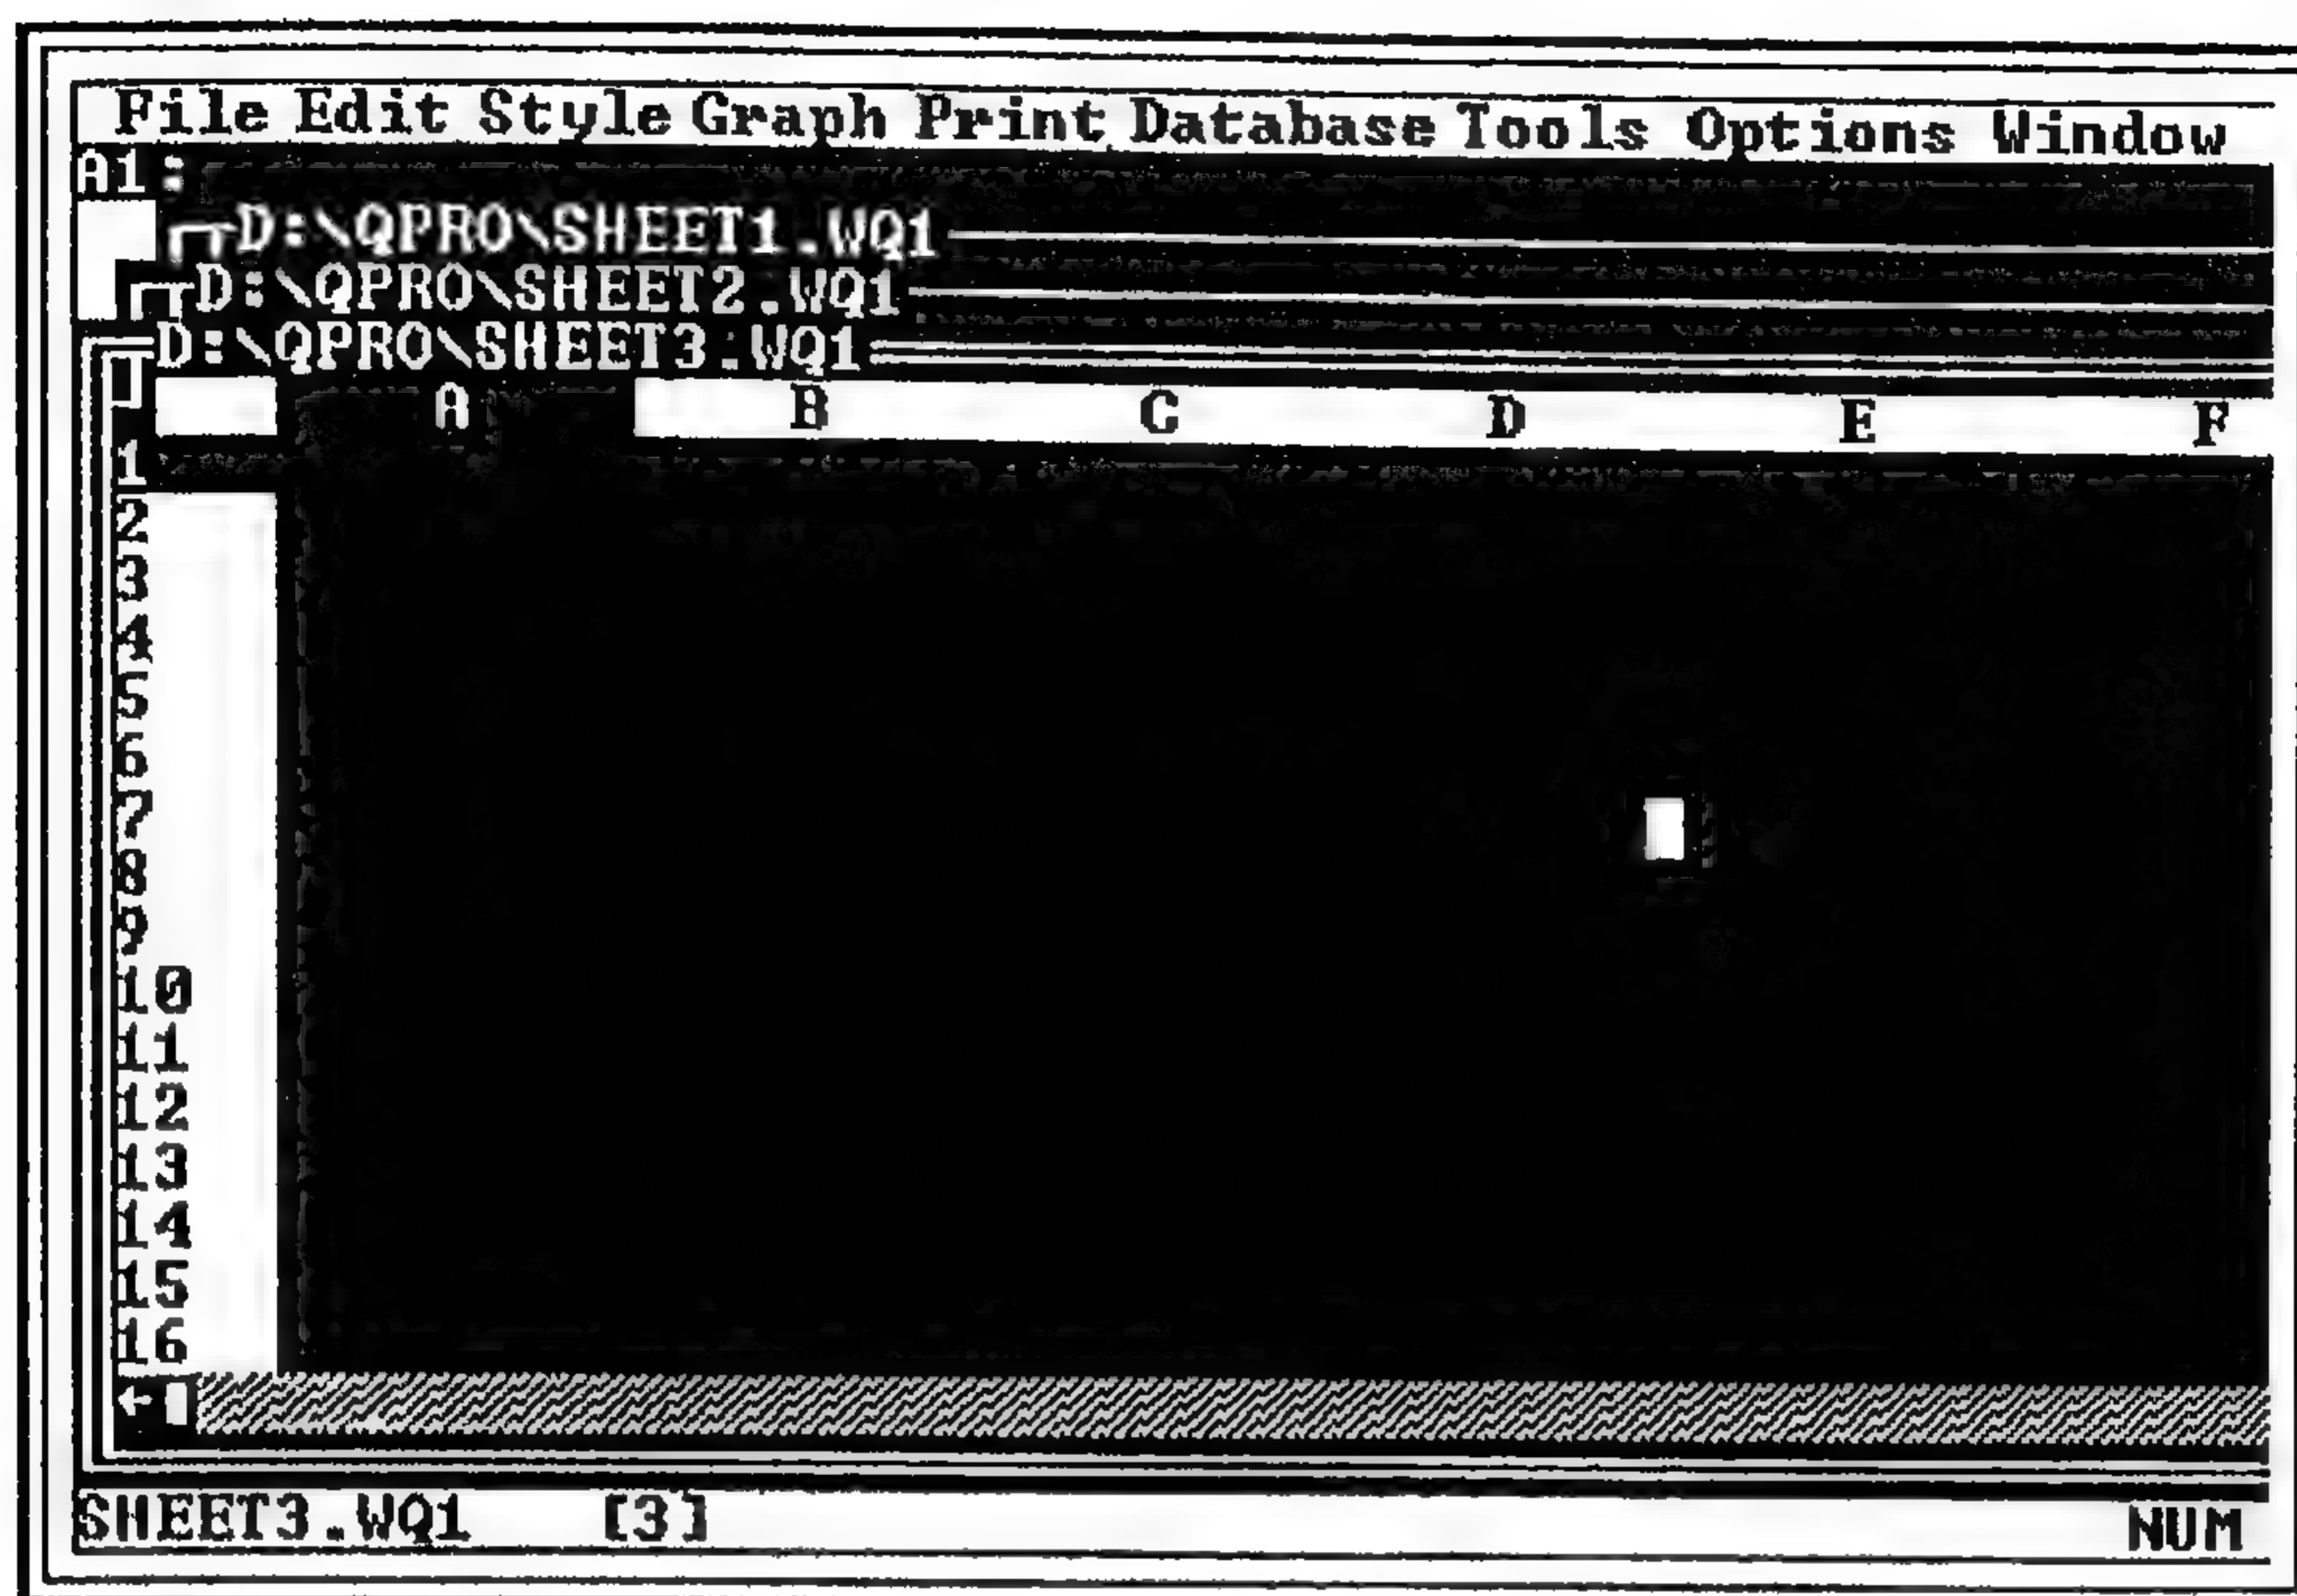 File Edit Style Graph Print Database Tools Options Window
A1:
D:\QPRO\SHEET1.WQ1
D:\QPRO\SHEET2.WQ1
D:\QPRO\SHEET3.WQ1
A B C D E F
1
2
3
4
5
6
7
8
9
10
11
12
13
14
15
16
←
SHEET3.WQ1 [3] NUM